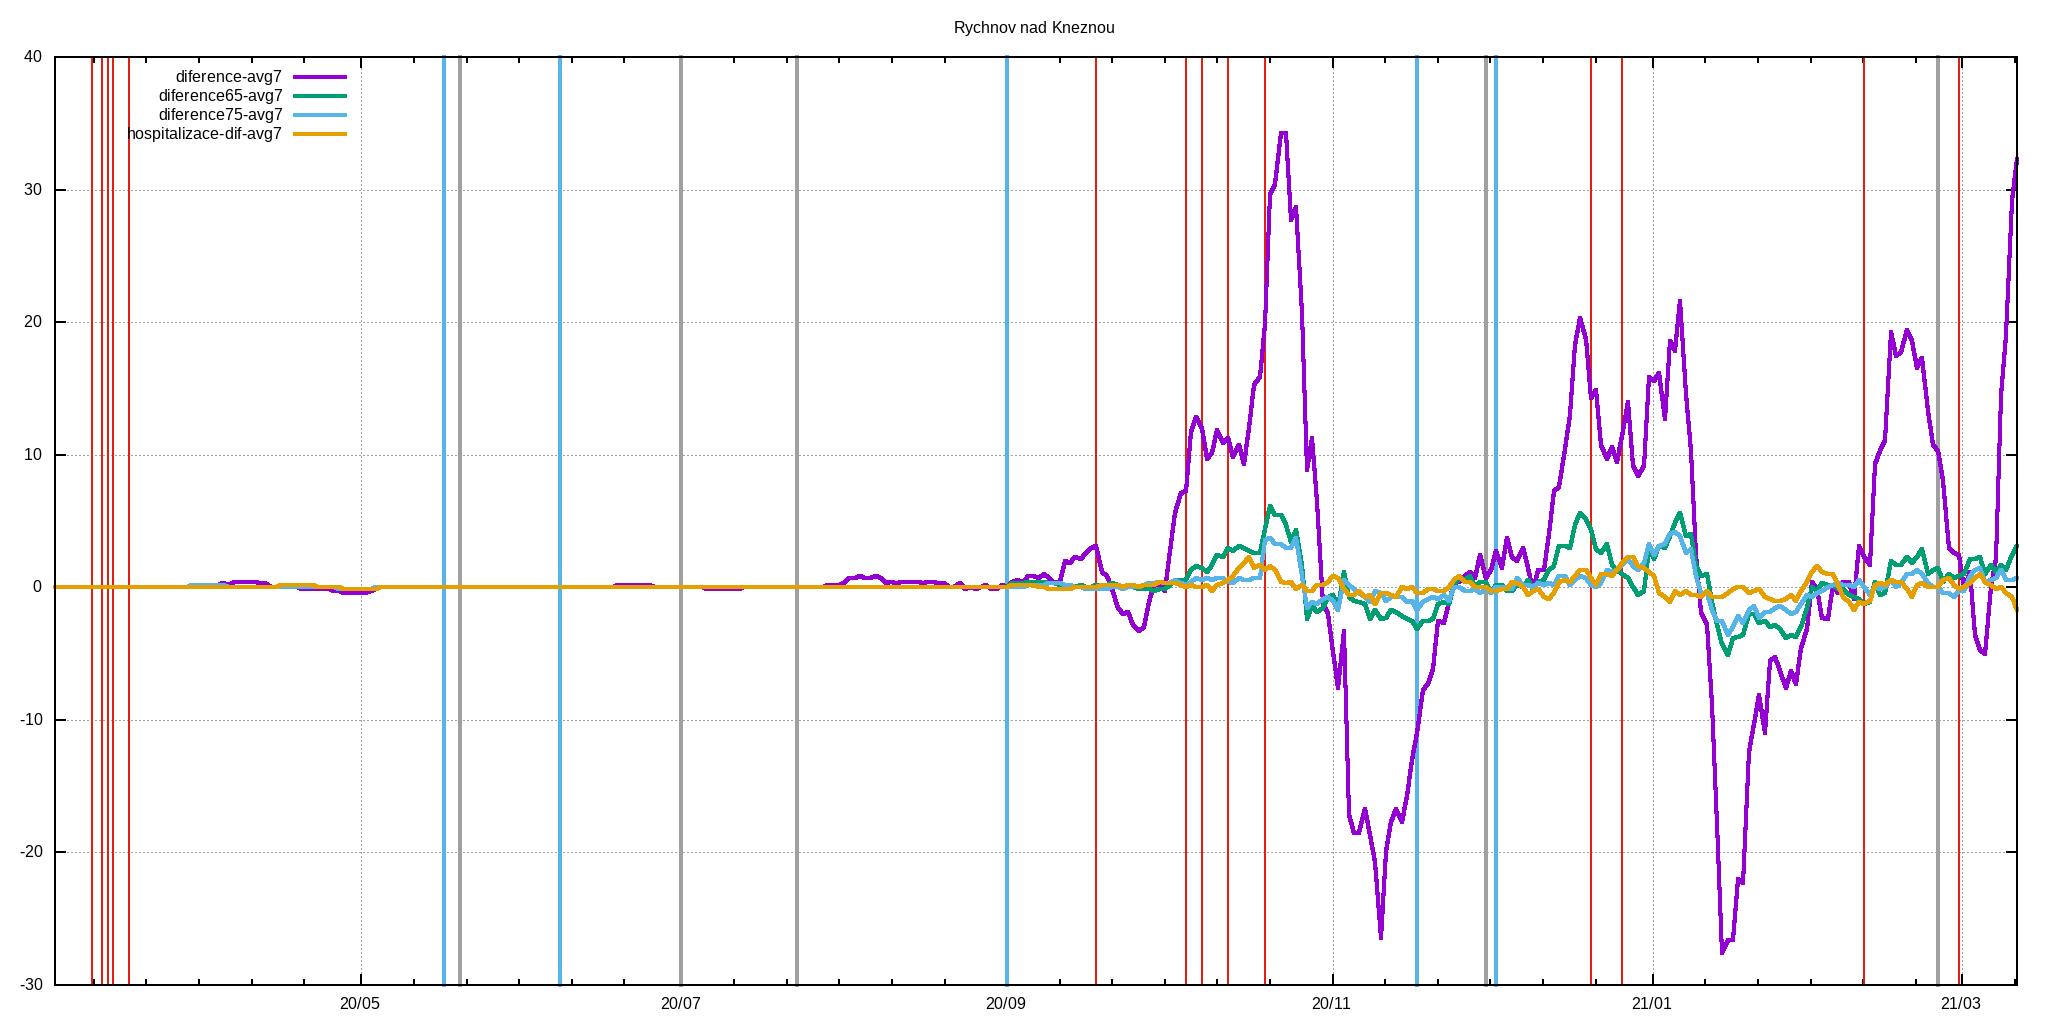 Rychnov nad Kneznou
diference-avg7
diference65-avg7
diference75-avg7
hospitalizace-dif-avg7
40
30
20
10
0
-10
-20
-30
20/05 20/07 20/09 20/11 21/01 21/03